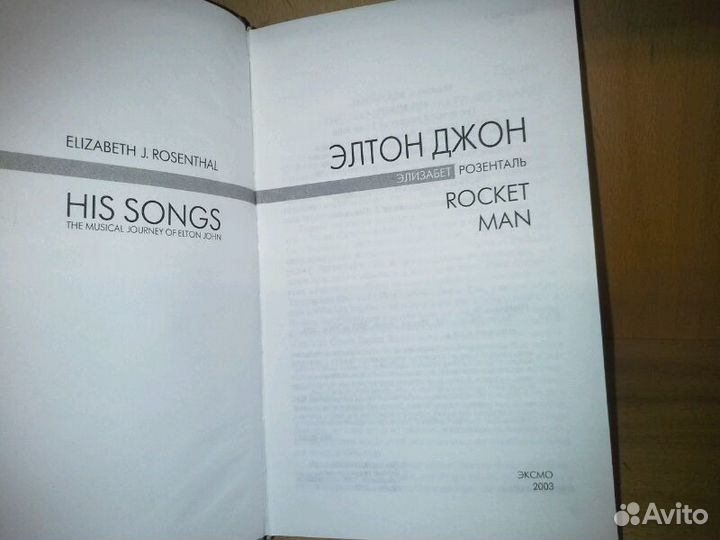 ELIZABETH J. ROSENTHAL
HIS SONGS
THE MUSICAL JOURNEY OF ELTON JOHN
ЭЛТОН ДЖОН
ЭЛИЗАБЕТ РОЗЕНТАЛЬ
ROCKET
MAN
ЭКСМО
2003
Avito